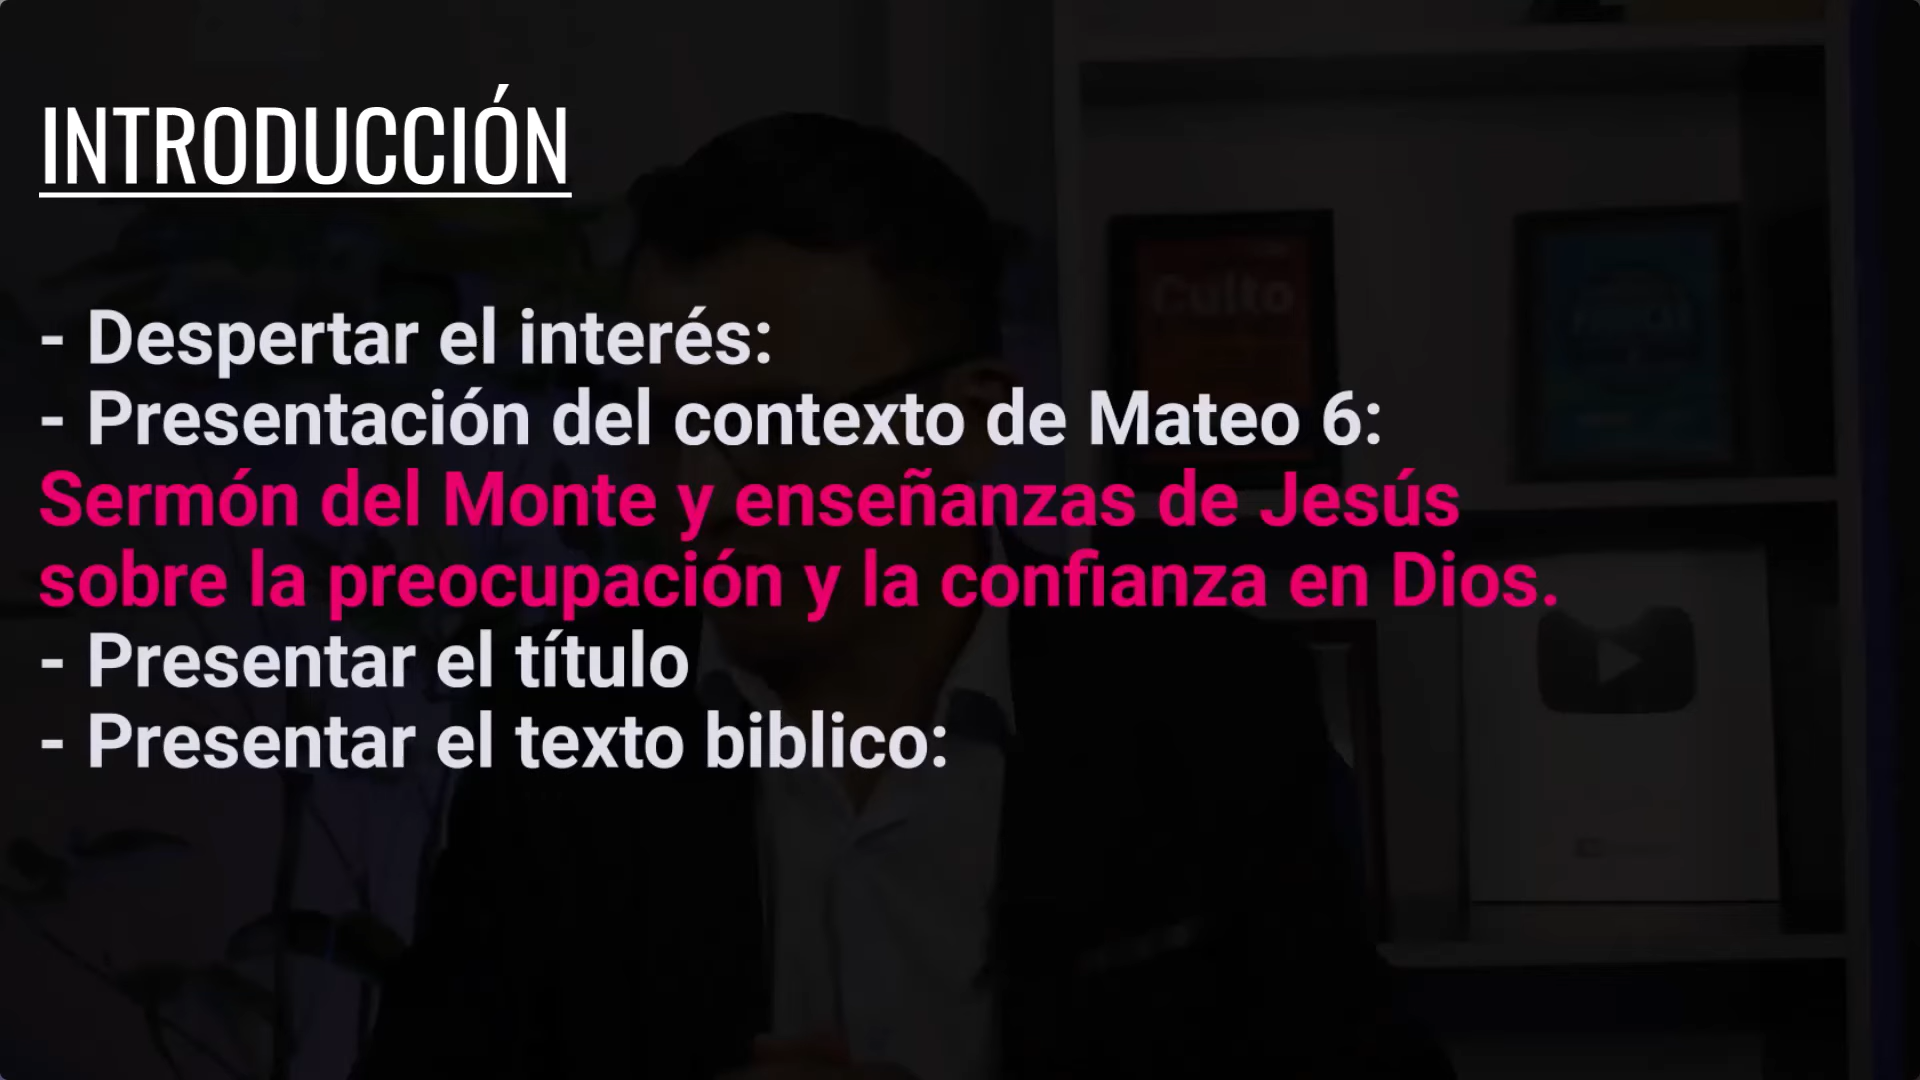 INTRODUCCIÓN
- Despertar el interés:
- Presentación del contexto de Mateo 6:
Sermón del Monte y enseñanzas de Jesús
sobre la preocupación y la confianza en Dios.
- Presentar el título
- Presentar el texto biblico:
Culto